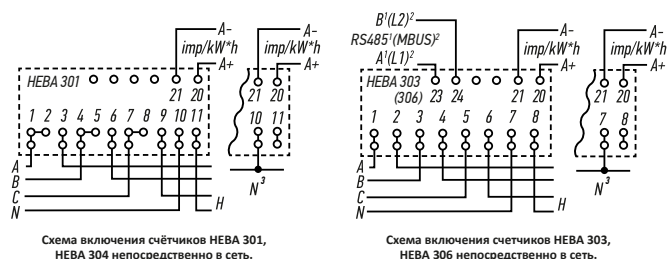 A-
imp/kW*h
A+
НЕВА 301
21 20
21 20
1 2 3 4 5 6 7 8 9 10 11
10 11
A
B
C
N
H
N³
Схема включения счётчиков НЕВА 301,
НЕВА 304 непосредственно в сеть.
B¹(L2)²
RS485¹(MBUS)²
A¹(L1)²
A-
imp/kW*h
A+
A-
imp/kW*h
A+
НЕВА 303
(306)
23 24 21 20
21 20
1 2 3 4 5 6 7 8
7 8
A
B
C
N
H
N³
Схема включения счетчиков НЕВА 303,
НЕВА 306 непосредственно в сеть.